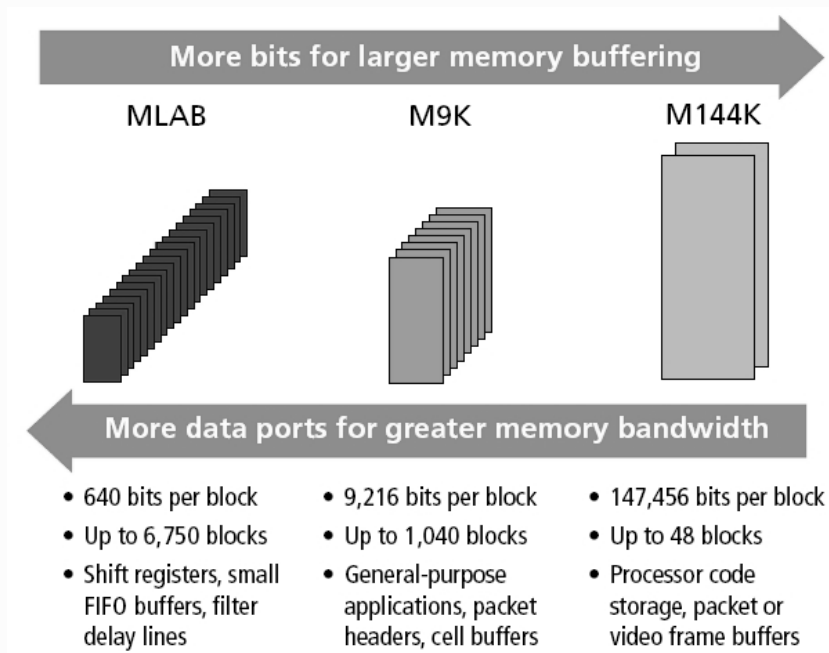 More bits for larger memory buffering
MLAB
M9K
M144K
More data ports for greater memory bandwidth
• 640 bits per block
• Up to 6,750 blocks
• Shift registers, small
FIFO buffers, filter
delay lines
• 9,216 bits per block
• Up to 1,040 blocks
• General-purpose
applications, packet
headers, cell buffers
• 147,456 bits per block
• Up to 48 blocks
• Processor code
storage, packet or
video frame buffers